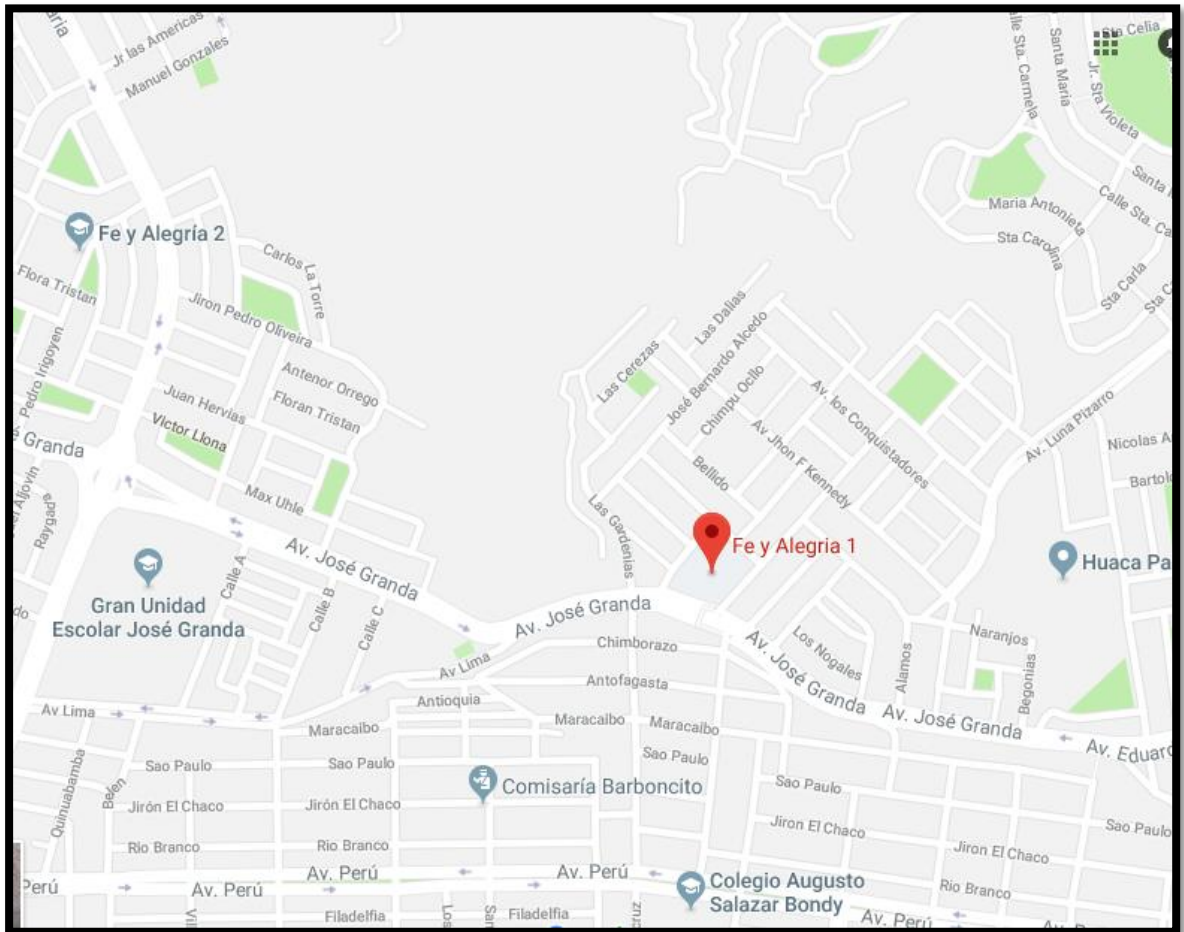 Jr las Americas
Manuel Gonzales
Calle Sta. Carmela
Santa Maria
Sta Celia
Jr. Sta Violeta
Fe y Alegría 2
Carlos La Torre
Flora Tristan
Jiron Pedro Oliveira
Pedro Irigoyen
Antenor Orrego
Juan Hervias
Floran Tristan
Victor Llona
Granda
Max Uhle
Raygada
Maria Antonieta
Sta Carolina
Calle Sta. Ca
Santa
Sta Carla
Sta C
Las Dalias
Las Cerezas
José Bernardo Alcedo
Chimpu Ocllo
Av. los Conquistadores
Av Jhon F Kennedy
Bellido
Av. Luna Pizarro
Nicolas A
Bartol
Las Gardenias
Fe y Alegria 1
Huaca Pa
Av. José Granda
Gran Unidad
Escolar José Granda
Calle A
Calle B
Calle C
Av. José Granda
Chimborazo
Av. José Granda
Los Nogales
Alamos
Naranjos
Begonias
Av Lima
Antofagasta
Av Lima
Antioquia
Maracaibo
Maracaibo
Maracaibo
Av. José Granda
Av. Eduard
Quinuabamba
Belen
Sao Paulo
Sao Paulo
Sao Paulo
Sao Paulo
Sao Paulo
Comisaría Barboncito
Jirón El Chaco
Jirón El Chaco
Jiron El Chaco
Jiron El Chaco
Rio Branco
Rio Branco
Rio Branco
Perú
Av. Perú
Av. Perú
Av. Perú
Colegio Augusto
Salazar Bondy
Av. Perú
Filadelfia
Los
San
Filadelfia